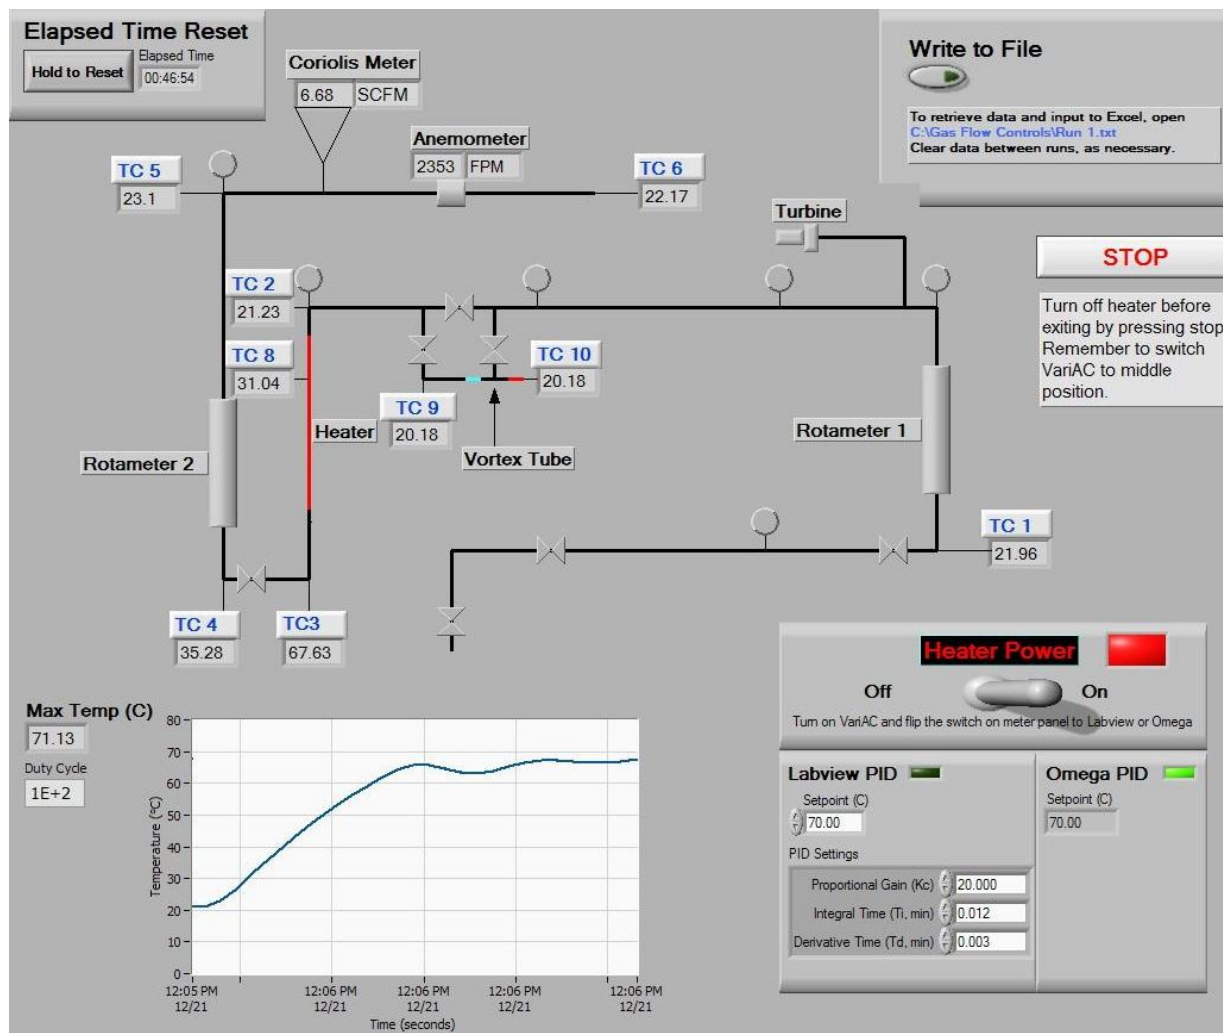 Elapsed Time Reset
Hold to Reset
Elapsed Time
00:46:54
Coriolis Meter
6.68 SCFM
Anemometer
2353 FPM
TC 5
23.1
TC 6
22.17
Write to File
To retrieve data and input to Excel, open
C:\Gas Flow Controls\Run 1.txt
Clear data between runs, as necessary.
Turbine
STOP
Turn off heater before
exiting by pressing stop
Remember to switch
VariAC to middle
position.
TC 2
21.23
TC 8
31.04
TC 10
20.18
TC 9
20.18
Heater
Vortex Tube
Rotameter 1
Rotameter 2
TC 1
21.96
TC 4
35.28
TC3
67.63
Heater Power
Off On
Turn on VariAC and flip the switch on meter panel to Labview or Omega
Max Temp (C)
71.13
Duty Cycle
1E+2
Temperature (ºC)
80
70
60
50
40
30
20
10
0
12:05 PM 12:06 PM 12:06 PM 12:06 PM 12:06 PM
12/21 12/21 12/21 12/21 12/21
Time (seconds)
Labview PID
Setpoint (C)
70.00
PID Settings
Proportional Gain (Kc) 20.000
Integral Time (Ti, min) 0.012
Derivative Time (Td, min) 0.003
Omega PID
Setpoint (C)
70.00